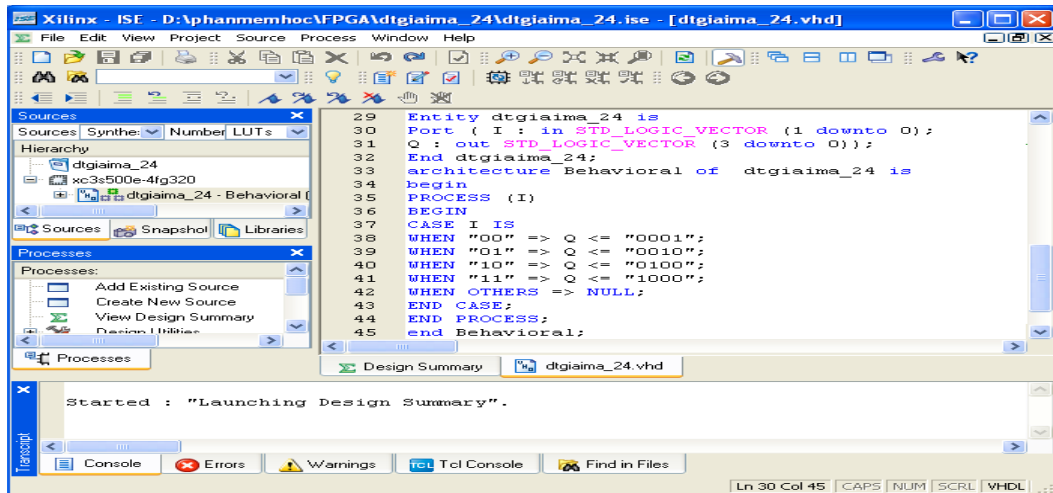 Xilinx - ISE - D:\phanmemhoc\FPGA\dtgiaima_24\dtgiaima_24.ise - [dtgiaima_24.vhd]
File Edit View Project Source Process Window Help
Sources
Sources Synthe: Number LUTs
Hierarchy
dtgiaima_24
xc3s500e-4fg320
dtgiaima_24 - Behavioral (
Sources Snapshol Libraries
Processes
Processes:
Add Existing Source
Create New Source
View Design Summary
Design Utilities
Processes
29 Entity dtgiaima_24 is
30 Port ( I : in STD_LOGIC_VECTOR (1 downto 0);
31 Q : out STD_LOGIC_VECTOR (3 downto 0));
32 End dtgiaima_24;
33 architecture Behavioral of dtgiaima_24 is
34 begin
35 PROCESS (I)
36 BEGIN
37 CASE I IS
38 WHEN "00" => Q <= "0001";
39 WHEN "01" => Q <= "0010";
40 WHEN "10" => Q <= "0100";
41 WHEN "11" => Q <= "1000";
42 WHEN OTHERS => NULL;
43 END CASE;
44 END PROCESS;
45 end Behavioral;
Design Summary dtgiaima_24.vhd
Started : "Launching Design Summary".
Transcript
Console Errors Warnings TCL Tcl Console Find in Files
Ln 30 Col 45 CAPS NUM SCRL VHDL